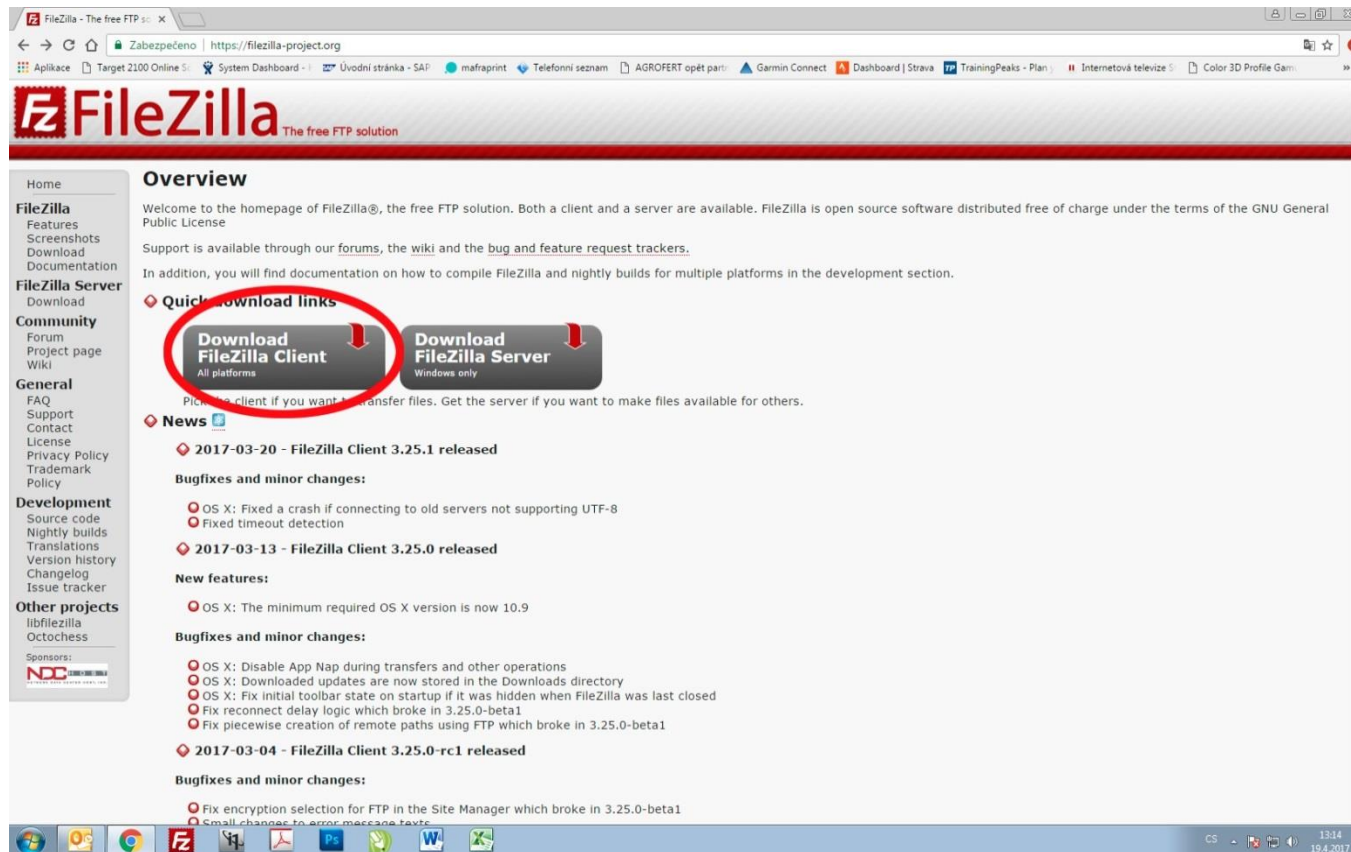 FileZilla - The free FTP sc
Zabezpečeno | https://filezilla-project.org
Aplikace Target 2100 Online S System Dashboard - Úvodní stránka - SAP mafraprint Telefonní seznam AGROFERT opět part Garmin Connect Dashboard | Strava TrainingPeaks - Plan Internetová televize S Color 3D Profile Gam
FileZilla The free FTP solution
Home
FileZilla
Features
Screenshots
Download
Documentation
FileZilla Server
Download
Community
Forum
Project page
Wiki
General
FAQ
Support
Contact
License
Privacy Policy
Trademark
Policy
Development
Source code
Nightly builds
Translations
Version history
Changelog
Issue tracker
Other projects
libfilezilla
Octochess
Sponsors:
NDC HOST
Overview
Welcome to the homepage of FileZilla®, the free FTP solution. Both a client and a server are available. FileZilla is open source software distributed free of charge under the terms of the GNU General
Public License
Support is available through our forums, the wiki and the bug and feature request trackers.
In addition, you will find documentation on how to compile FileZilla and nightly builds for multiple platforms in the development section.
Quick download links
Download
FileZilla Client
All platforms
Download
FileZilla Server
Windows only
Pick the client if you want to transfer files. Get the server if you want to make files available for others.
News
2017-03-20 - FileZilla Client 3.25.1 released
Bugfixes and minor changes:
OS X: Fixed a crash if connecting to old servers not supporting UTF-8
Fixed timeout detection
2017-03-13 - FileZilla Client 3.25.0 released
New features:
OS X: The minimum required OS X version is now 10.9
Bugfixes and minor changes:
OS X: Disable App Nap during transfers and other operations
OS X: Downloaded updates are now stored in the Downloads directory
OS X: Fix initial toolbar state on startup if it was hidden when FileZilla was last closed
Fix reconnect delay logic which broke in 3.25.0-beta1
Fix piecewise creation of remote paths using FTP which broke in 3.25.0-beta1
2017-03-04 - FileZilla Client 3.25.0-rc1 released
Bugfixes and minor changes:
Fix encryption selection for FTP in the Site Manager which broke in 3.25.0-beta1
Small changes to error message texts
CS
13:14
19.4.2017